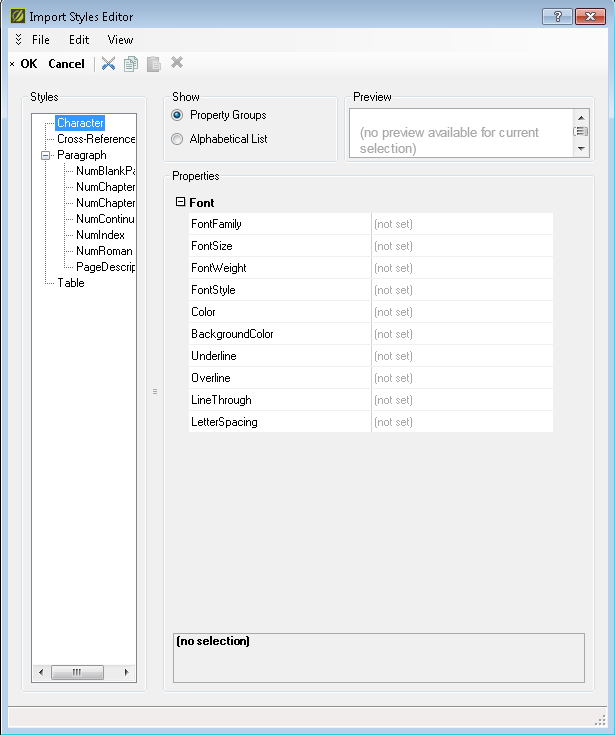 Import Styles Editor
File Edit View
OK Cancel
Styles
Character
Cross-Reference
Paragraph
NumBlankPa
NumChapter
NumChapter
NumContinu
NumIndex
NumRoman
PageDescrip
Table
Show
Property Groups
Alphabetical List
Preview
(no preview available for current
selection)
Properties
Font
FontFamily (not set)
FontSize (not set)
FontWeight (not set)
FontStyle (not set)
Color (not set)
BackgroundColor (not set)
Underline (not set)
Overline (not set)
LineThrough (not set)
LetterSpacing (not set)
(no selection)